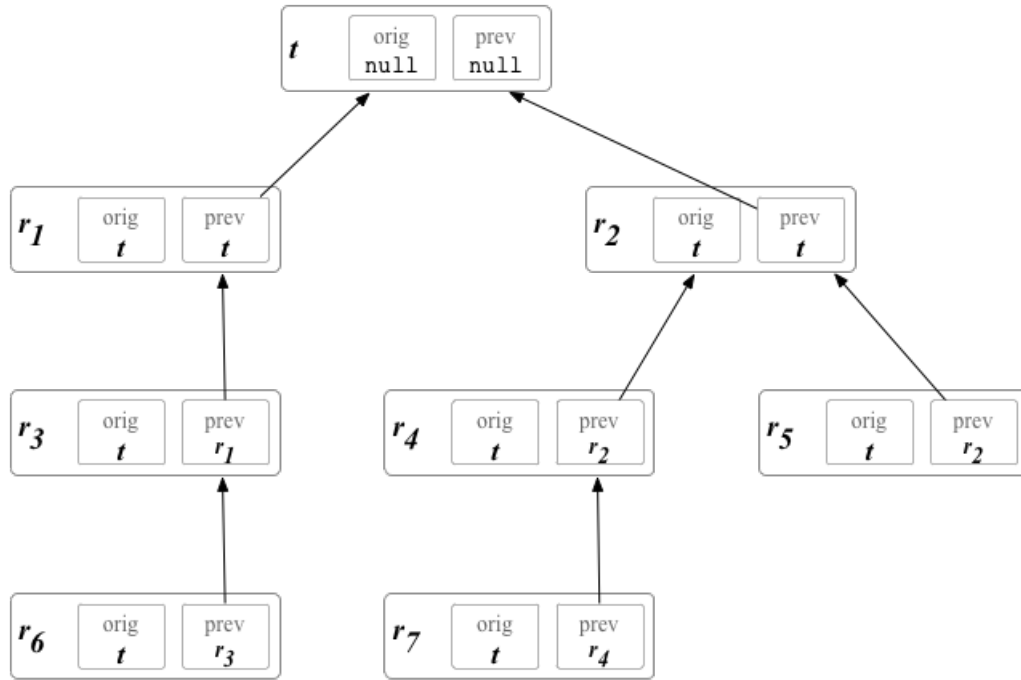 t orig prev
null null
r1 orig prev
t t
r2 orig prev
t t
r3 orig prev
t r1
r4 orig prev
t r2
r5 orig prev
t r2
r6 orig prev
t r3
r7 orig prev
t r4